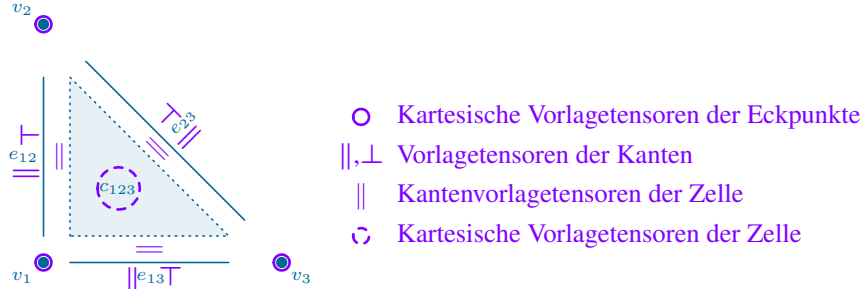 v₂
e₁₂
e₂₃
c₁₂₃
v₁
∥e₁₃⊤
v₃
Kartesische Vorlagetensoren der Eckpunkte
∥,⊥ Vorlagetensoren der Kanten
∥ Kantenvorlagetensoren der Zelle
Kartesische Vorlagetensoren der Zelle